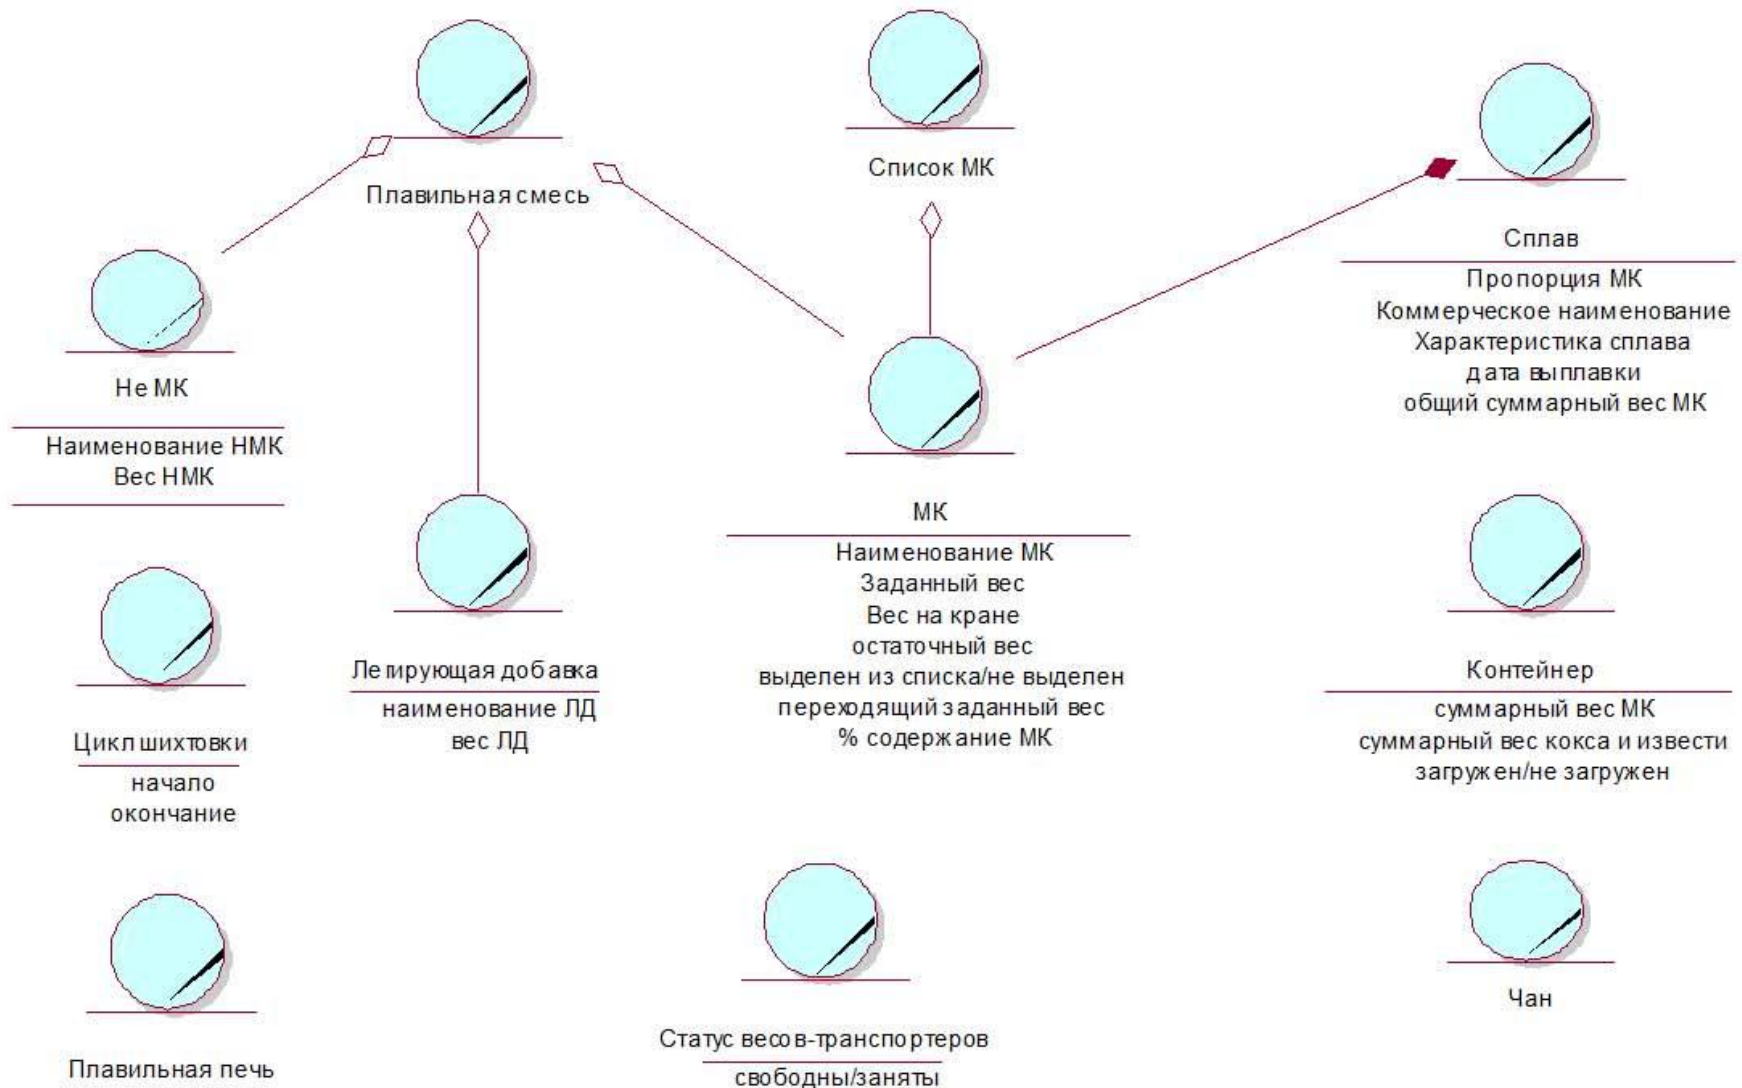 Плавильная смесь
Список МК
Сплав
Пропорция МК
Коммерческое наименование
Характеристика сплава
дата выплавки
общий суммарный вес МК
Не МК
Наименование НМК
Вес НМК
МК
Наименование МК
Заданный вес
Вес на кране
остаточный вес
выделен из списка/не выделен
переходящий заданный вес
% содержание МК
Легирующая добавка
наименование ЛД
вес ЛД
Контейнер
суммарный вес МК
суммарный вес кокса и извести
загружен/не загружен
Цикл шихтовки
начало
окончание
Чан
Статус весов-транспортеров
свободны/заняты
Плавильная печь